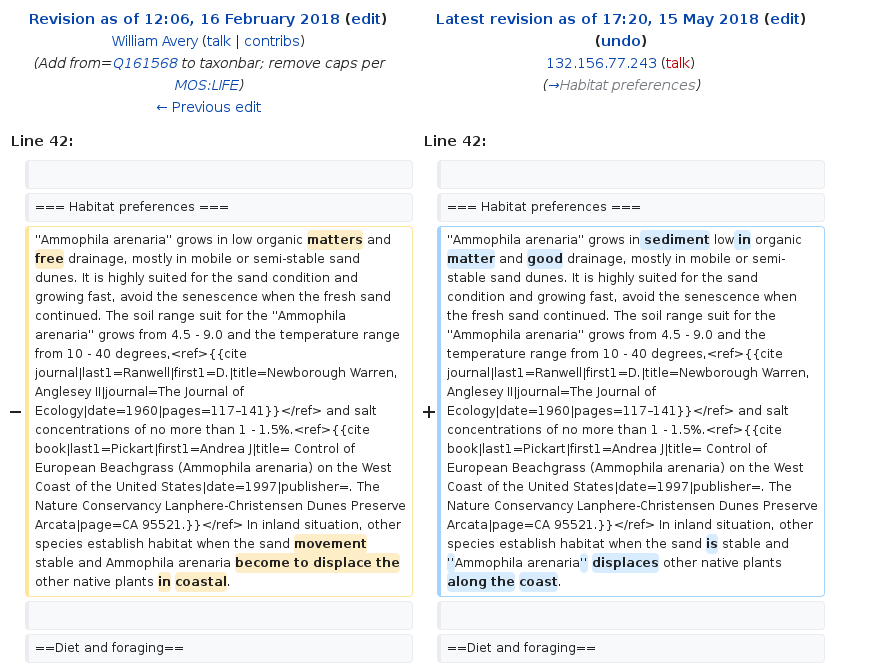 Revision as of 12:06, 16 February 2018 (edit)
William Avery (talk | contribs)
(Add from=Q161568 to taxonbar; remove caps per
MOS:LIFE)
← Previous edit
Latest revision as of 17:20, 15 May 2018 (edit)
(undo)
132.156.77.243 (talk)
(→Habitat preferences)
Line 42:
=== Habitat preferences ===
−
''Ammophila arenaria'' grows in low organic matters and
free drainage, mostly in mobile or semi-stable sand
dunes. It is highly suited for the sand condition and
growing fast, avoid the senescence when the fresh sand
continued. The soil range suit for the ''Ammophila
arenaria'' grows from 4.5 - 9.0 and the temperature range
from 10 - 40 degrees,<ref>{{cite
journal|last1=Ranwell|first1=D.|title=Newborough Warren,
Anglesey II|journal=The Journal of
Ecology|date=1960|pages=117–141}}</ref> and salt
concentrations of no more than 1 - 1.5%.<ref>{{cite
book|last1=Pickart|first1=Andrea J|title= Control of
European Beachgrass (Ammophila arenaria) on the West
Coast of the United States|date=1997|publisher=. The
Nature Conservancy Lanphere-Christensen Dunes Preserve
Arcata|page=CA 95521.}}</ref> In inland situation, other
species establish habitat when the sand movement
stable and Ammophila arenaria become to displace the
other native plants in coastal.
==Diet and foraging==
Line 42:
=== Habitat preferences ===
+
''Ammophila arenaria'' grows in sediment low in organic
matter and good drainage, mostly in mobile or semi-
stable sand dunes. It is highly suited for the sand
condition and growing fast, avoid the senescence when
the fresh sand continued. The soil range suit for the
''Ammophila arenaria'' grows from 4.5 - 9.0 and the
temperature range from 10 - 40 degrees,<ref>{{cite
journal|last1=Ranwell|first1=D.|title=Newborough Warren,
Anglesey II|journal=The Journal of
Ecology|date=1960|pages=117–141}}</ref> and salt
concentrations of no more than 1 - 1.5%.<ref>{{cite
book|last1=Pickart|first1=Andrea J|title= Control of
European Beachgrass (Ammophila arenaria) on the West
Coast of the United States|date=1997|publisher=. The
Nature Conservancy Lanphere-Christensen Dunes Preserve
Arcata|page=CA 95521.}}</ref> In inland situation, other
species establish habitat when the sand is stable and
''Ammophila arenaria'' displaces other native plants
along the coast.
==Diet and foraging==